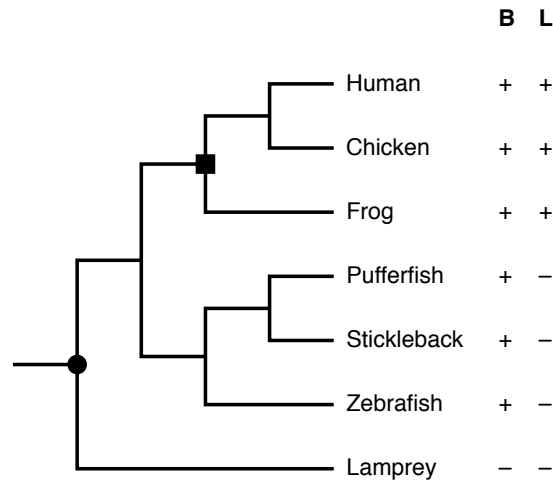 B L
Human + +
Chicken + +
Frog + +
Pufferfish + –
Stickleback + –
Zebrafish + –
Lamprey – –